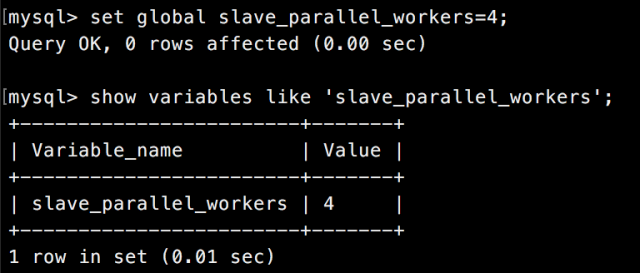 [mysql> set global slave_parallel_workers=4;
Query OK, 0 rows affected (0.00 sec)
[mysql> show variables like 'slave_parallel_workers';
+------------------------+-------+
| Variable_name          | Value |
+------------------------+-------+
| slave_parallel_workers | 4     |
+------------------------+-------+
1 row in set (0.01 sec)